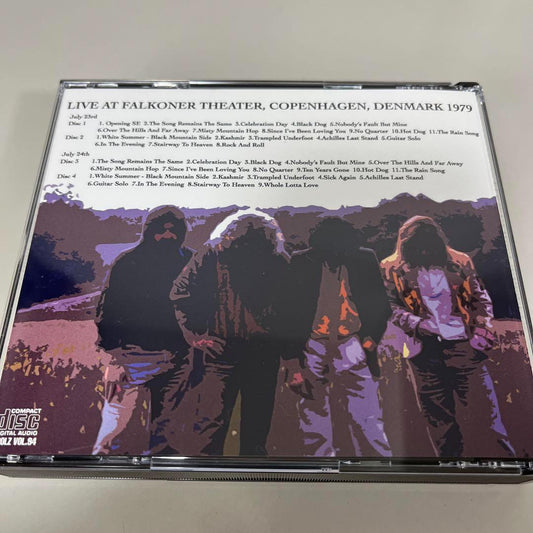 LIVE AT FALKONER THEATER, COPENHAGEN, DENMARK 1979
July 23rd
Disc 1 1. Opening SE 2.The Song Remains The Same 3.Celebration Day 4.Black Dog 5.Nobody's Fault But Mine
6.Over The Hills And Far Away 7.Misty Mountain Hop 8.Since I've Been Loving You 9.No Quarter 10.Hot Dog 11.The Rain Song
Disc 2 1.White Summer - Black Mountain Side 2.Kashmir 3.Trampled Underfoot 4.Achilles Last Stand 5.Guitar Solo
6.In The Evening 7.Stairway To Heaven 8.Rock And Roll
July 24th
Disc 3 1.The Song Remains The Same 2.Celebration Day 3.Black Dog 4.Nobody's Fault But Mine 5.Over The Hills And Far Away
6.Misty Mountain Hop 7.Since I've Been Loving You 8.No Quarter 9.Ten Years Gone 10.Hot Dog 11.The Rain Song
Disc 4 1.White Summer - Black Mountain Side 2.Kashmir 3.Trampled Underfoot 4.Sick Again 5.Achilles Last Stand
6.Guitar Solo 7.In The Evening 8.Stairway To Heaven 9.Whole Lotta Love
COMPACT
disc
DIGITAL AUDIO
VOL.94